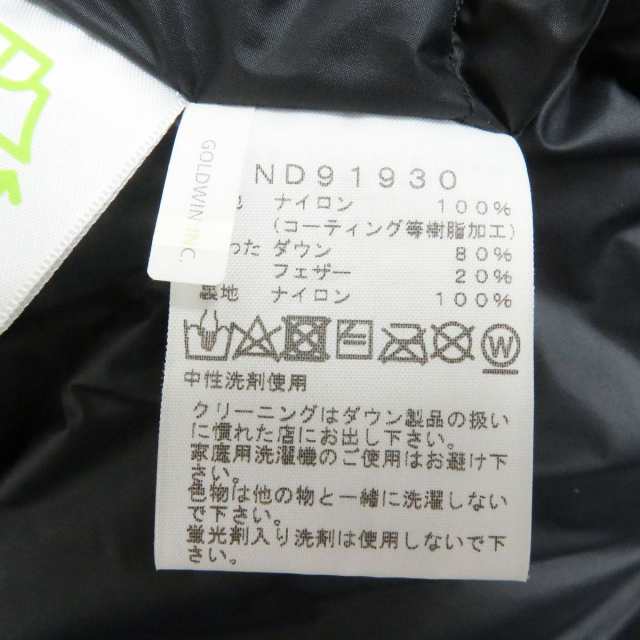 GOLDWIN INC
ND91930
地 ナイロン 100%
(コーティング等樹脂加工)
わた ダウン 80%
フェザー 20%
裏地 ナイロン 100%
中性洗剤使用
クリーニングはダウン製品の扱い
に慣れた店にお出し下さい。
家庭用洗濯機のご使用はお避け下
さい。
色物は他の物と一緒に洗濯しない
で下さい。
蛍光剤入り洗剤は使用しないで下
さい。